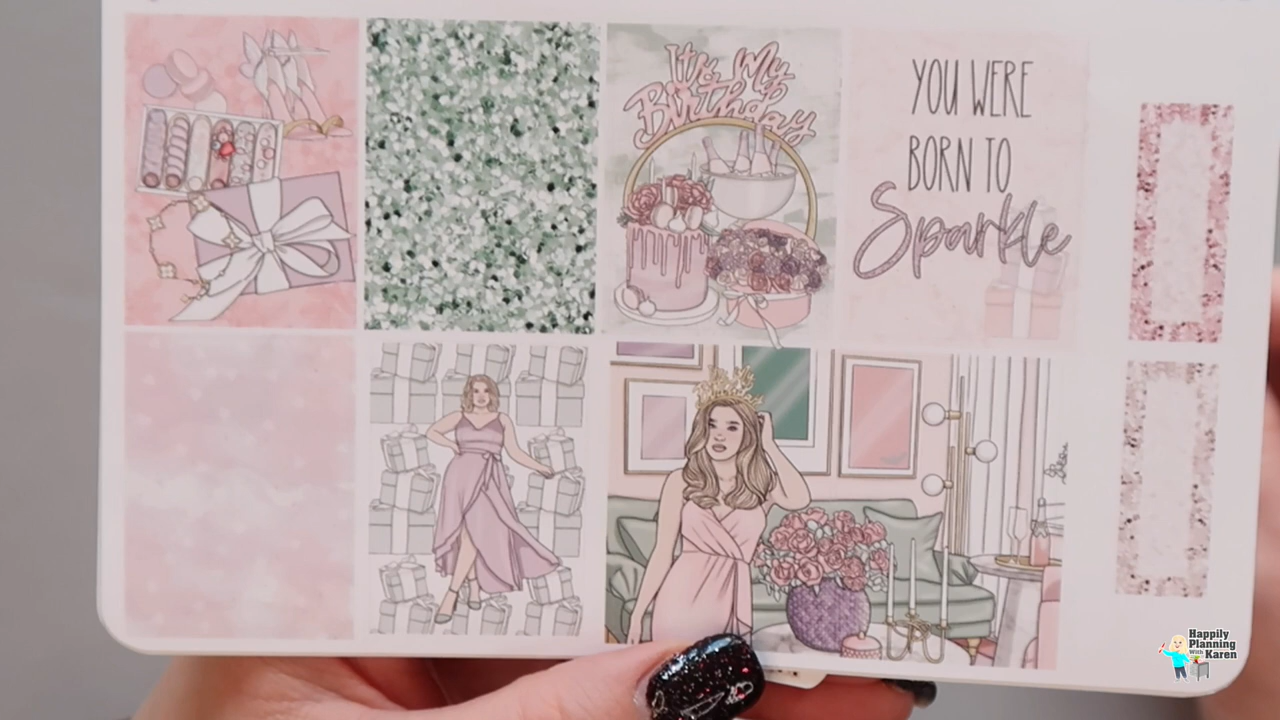 It's My
Birthday
YOU WERE
BORN TO
Sparkle
Happily
Planning
With
Karen